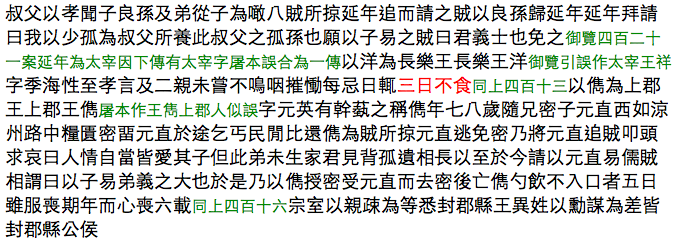 叔父以孝聞子良孫及弟從子為噉八賊所掠延年追而請之賊以良孫歸延年延年拜請
曰我以少孤為叔父所養此叔父之孤孫也願以子易之賊曰君義士也免之御覽四百二十
一案延年為太宰因下傳有太宰字屠本誤合為一傳以洋為長樂王長樂王洋御覽引誤作太宰王祥
字季海性至孝言及二親未嘗不嗚咽摧慟每忌日輒三日不食同上四百十三以儁為上郡
王上郡王儁屠本作王雋上郡人似誤字元英有幹蓺之稱儁年七八歲隨兄密子元直西如涼
州路中糧匱密畱元直於途乞丐民閒比還儁為賊所掠元直逃免密乃將元直追賊叩頭
求哀曰人情自當皆愛其子但此弟未生家君見背孤遺相長以至於今請以元直易儒賊
相謂曰以子易弟義之大也於是乃以儁授密受元直而去密後亡儁勺飲不入口者五日
雖服喪期年而心喪六載同上四百十六宗室以親疎為等悉封郡縣王異姓以勳謀為差皆
封郡縣公侯